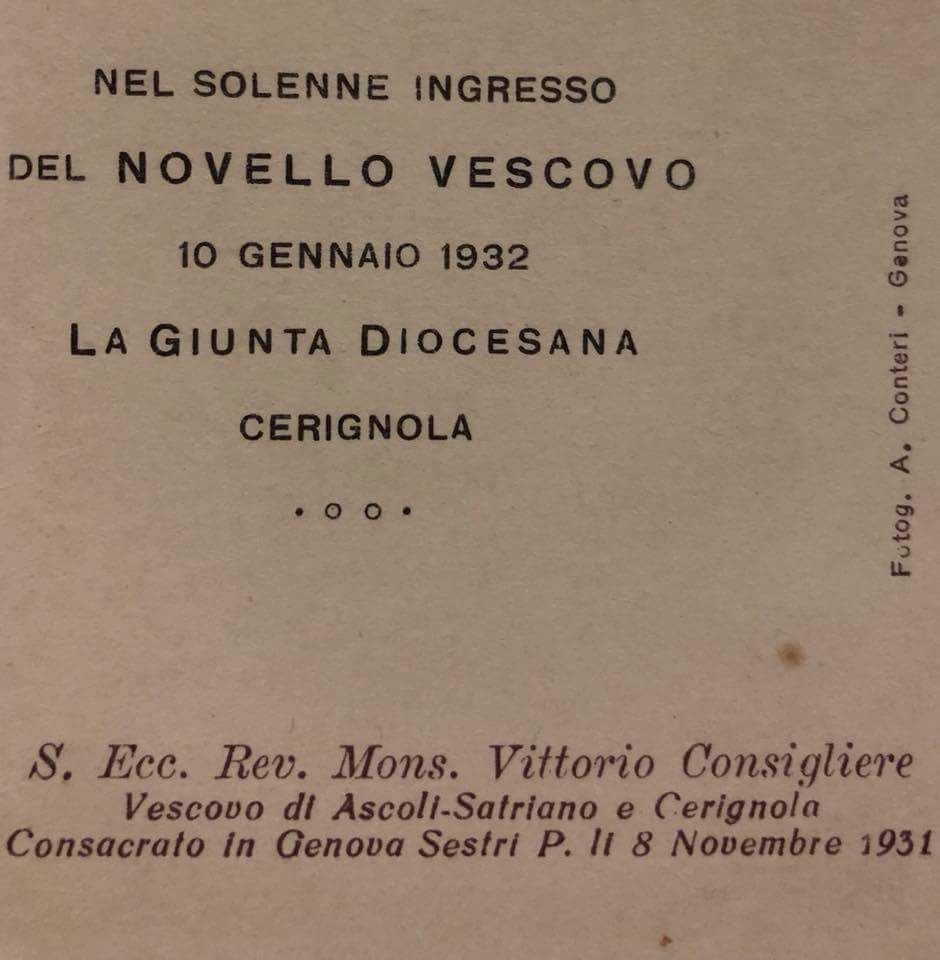 NEL SOLENNE INGRESSO
DEL NOVELLO VESCOVO
10 GENNAIO 1932
LA GIUNTA DIOCESANA
CERIGNOLA
Fotog. A. Conteri - Genova
S. Ecc. Rev. Mons. Vittorio Consigliere
Vescovo di Ascoli-Satriano e Cerignola
Consacrato in Genova Sestri P. li 8 Novembre 1931